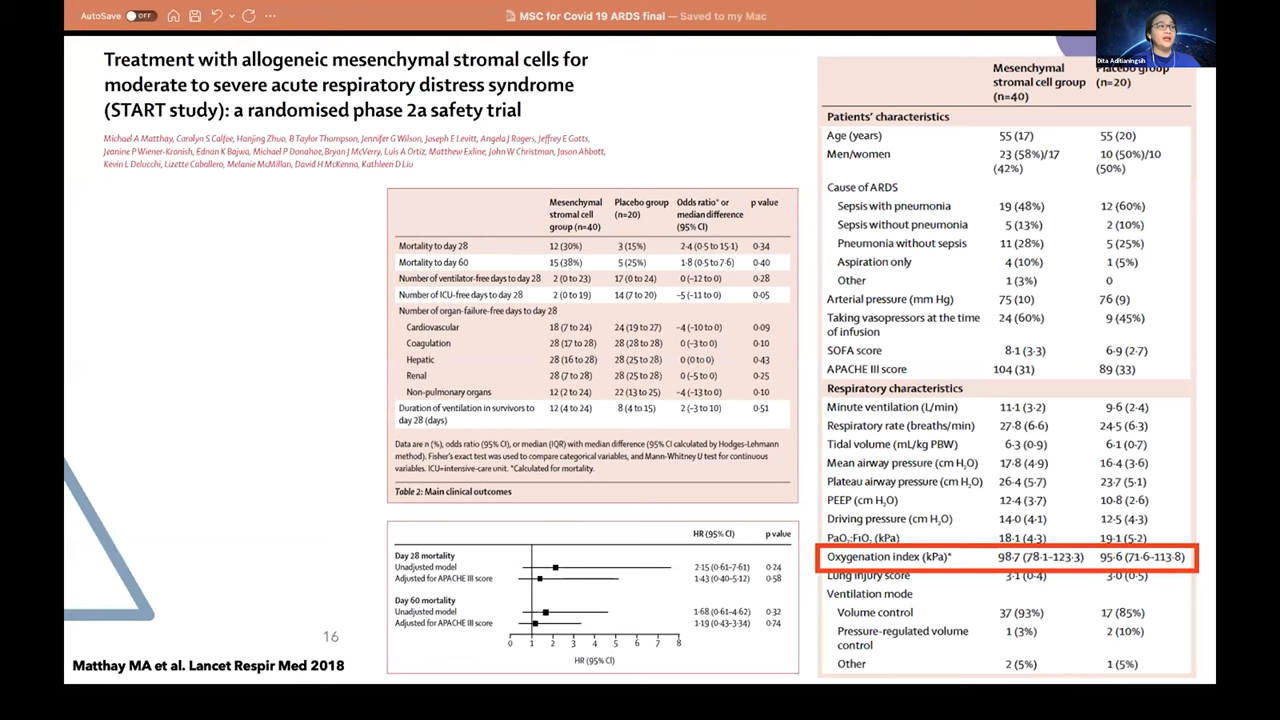 AutoSave OFF
MSC for Covid 19 ARDS final — Saved to my Mac
Dita Aditianingsih
Treatment with allogeneic mesenchymal stromal cells for
moderate to severe acute respiratory distress syndrome
(START study): a randomised phase 2a safety trial
Michael A Matthay, Carolyn S Calfee, Hanjing Zhuo, B Taylor Thompson, Jennifer G Wilson, Joseph E Levitt, Angela J Rogers, Jeffrey E Gotts,
Jeanine P Wiener-Kronish, Ednan K Bajwa, Michael P Donahoe, Bryan J McVerry, Luis A Ortiz, Matthew Exline, John W Christman, Jason Abbott,
Kevin L Delucchi, Lizette Caballero, Melanie McMillan, David H McKenna, Kathleen D Liu
Mesenchymal stromal cell group (n=40) Placebo group (n=20) Odds ratio* or median difference (95% CI) p value
Mortality to day 28 12 (30%) 3 (15%) 2·4 (0·5 to 15·1) 0·34
Mortality to day 60 15 (38%) 5 (25%) 1·8 (0·5 to 7·6) 0·40
Number of ventilator-free days to day 28 2 (0 to 23) 17 (0 to 24) 0 (–12 to 0) 0·28
Number of ICU-free days to day 28 2 (0 to 19) 14 (7 to 20) –5 (–11 to 0) 0·05
Number of organ-failure-free days to day 28
Cardiovascular 18 (7 to 24) 24 (19 to 27) –4 (–10 to 0) 0·09
Coagulation 28 (17 to 28) 28 (28 to 28) 0 (–3 to 0) 0·10
Hepatic 28 (16 to 28) 28 (25 to 28) 0 (0 to 0) 0·43
Renal 28 (7 to 28) 28 (25 to 28) 0 (–5 to 0) 0·25
Non-pulmonary organs 12 (2 to 24) 22 (13 to 25) –4 (–13 to 0) 0·10
Duration of ventilation in survivors to day 28 (days) 12 (4 to 24) 8 (4 to 15) 2 (–3 to 10) 0·51
Data are n (%), odds ratio (95% CI), or median (IQR) with median difference (95% CI calculated by Hodges-Lehmann
method). Fisher's exact test was used to compare categorical variables, and Mann-Whitney U test for continuous
variables. ICU=intensive-care unit. *Calculated for mortality.
Table 2: Main clinical outcomes
HR (95% CI) p value
Day 28 mortality
Unadjusted model 2·15 (0·61–7·61) 0·24
Adjusted for APACHE III score 1·43 (0·40–5·12) 0·58
Day 60 mortality
Unadjusted model 1·68 (0·61–4·62) 0·32
Adjusted for APACHE III score 1·19 (0·43–3·34) 0·74
0 1 2 3 4 5 6 7 8
HR (95% CI)
16
Matthay MA et al. Lancet Respir Med 2018
Mesenchymal stromal cell group (n=40) Placebo group (n=20)
Patients' characteristics
Age (years) 55 (17) 55 (20)
Men/women 23 (58%)/17 (42%) 10 (50%)/10 (50%)
Cause of ARDS
Sepsis with pneumonia 19 (48%) 12 (60%)
Sepsis without pneumonia 5 (13%) 2 (10%)
Pneumonia without sepsis 11 (28%) 5 (25%)
Aspiration only 4 (10%) 1 (5%)
Other 1 (3%) 0
Arterial pressure (mm Hg) 75 (10) 76 (9)
Taking vasopressors at the time of infusion 24 (60%) 9 (45%)
SOFA score 8·1 (3·3) 6·9 (2·7)
APACHE III score 104 (31) 89 (33)
Respiratory characteristics
Minute ventilation (L/min) 11·1 (3·2) 9·6 (2·4)
Respiratory rate (breaths/min) 27·8 (6·6) 24·5 (6·3)
Tidal volume (mL/kg PBW) 6·3 (0·9) 6·1 (0·7)
Mean airway pressure (cm H₂O) 17·8 (4·9) 16·4 (3·6)
Plateau airway pressure (cm H₂O) 26·4 (5·7) 23·7 (5·1)
PEEP (cm H₂O) 12·4 (3·7) 10·8 (2·6)
Driving pressure (cm H₂O) 14·0 (4·1) 12·5 (4·3)
PaO₂:FiO₂ (kPa) 18·1 (4·3) 19·1 (5·2)
Oxygenation index (kPa)* 98·7 (78·1–123·3) 95·6 (71·6–113·8)
Lung injury score 3·1 (0·4) 3·0 (0·5)
Ventilation mode
Volume control 37 (93%) 17 (85%)
Pressure-regulated volume control 1 (3%) 2 (10%)
Other 2 (5%) 1 (5%)